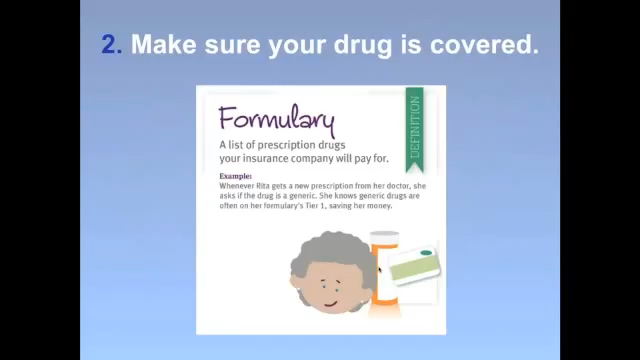 2. Make sure your drug is covered.
Formulary
DEFINITION
A list of prescription drugs
your insurance company will pay for.
Example:
Whenever Rita gets a new prescription from her doctor, she
asks if the drug is a generic. She knows generic drugs are
often on her formulary's Tier 1, saving her money.